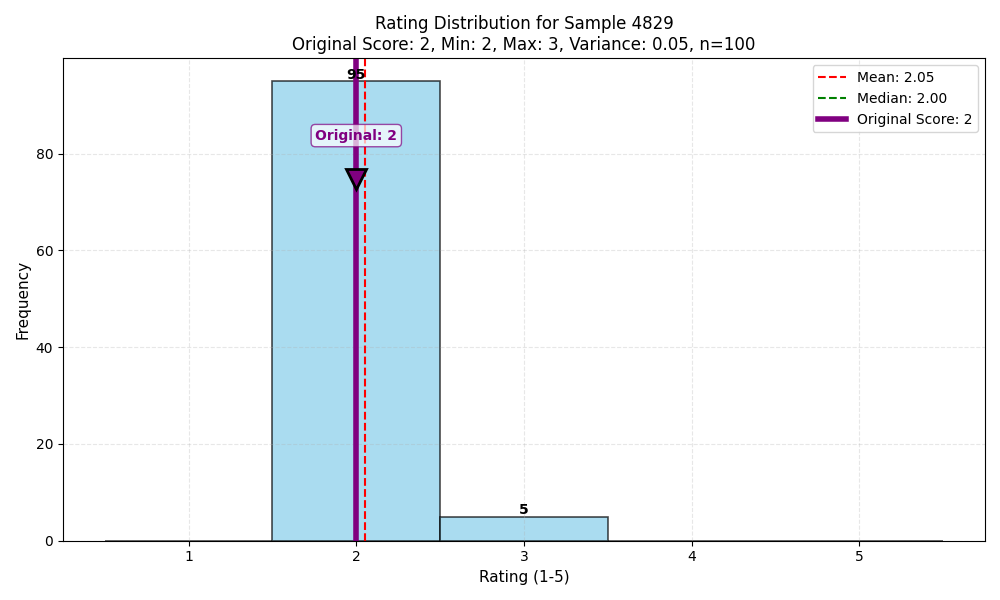 Rating Distribution for Sample 4829
Original Score: 2, Min: 2, Max: 3, Variance: 0.05, n=100
Mean: 2.05
Median: 2.00
Original Score: 2
95
Original: 2
5
Frequency
80
60
40
20
0
1 2 3 4 5
Rating (1-5)